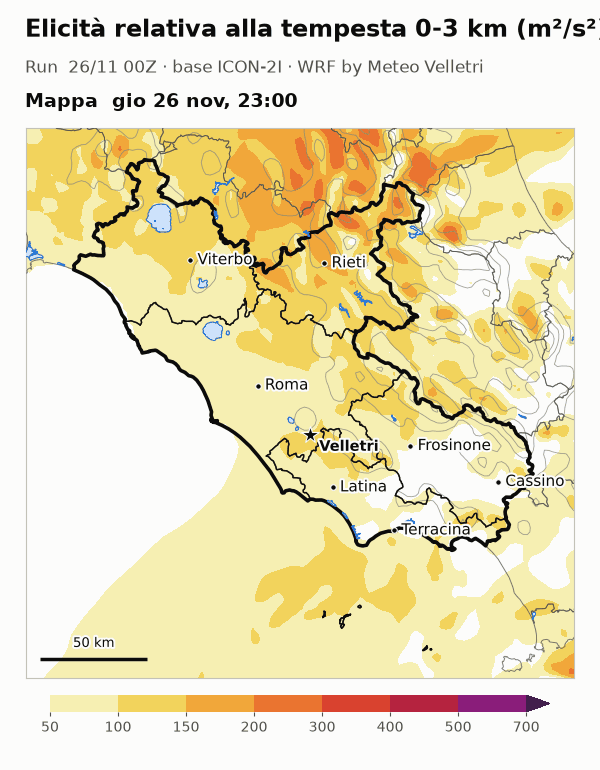 Elicità relativa alla tempesta 0-3 km (m²/s²)
Run 26/11 00Z · base ICON-2I · WRF by Meteo Velletri
Mappa gio 26 nov, 23:00
Viterbo
Rieti
Roma
Velletri
Frosinone
Latina
Cassino
Terracina
50 km
50 100 150 200 300 400 500 700